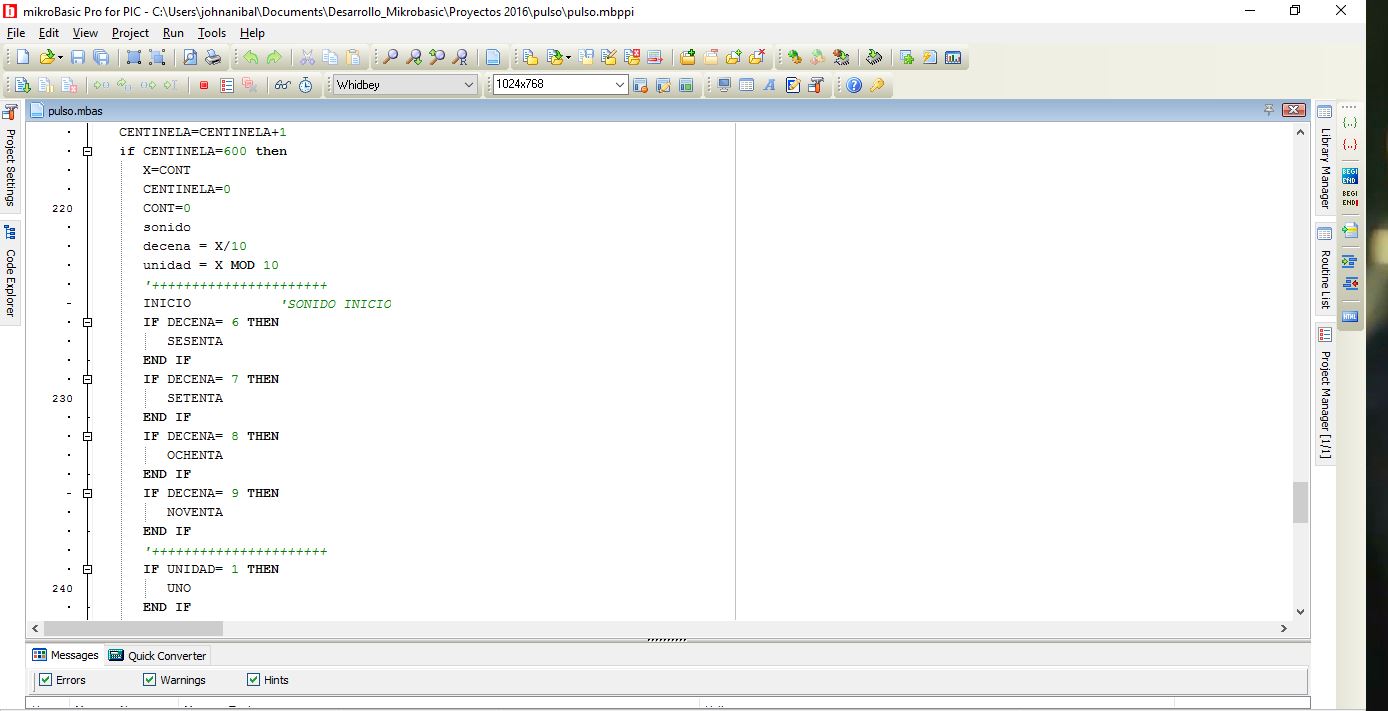 mikroBasic Pro for PIC - C:\Users\johnanibal\Documents\Desarrollo_Mikrobasic\Proyectos 2016\pulso\pulso.mbppi
File Edit View Project Run Tools Help
Whidbey 1024x768
pulso.mbas
Project Settings
Code Explorer
CENTINELA=CENTINELA+1
if CENTINELA=600 then
X=CONT
CENTINELA=0
220 CONT=0
sonido
decena = X/10
unidad = X MOD 10
'++++++++++++++++++++++
INICIO 'SONIDO INICIO
IF DECENA= 6 THEN
SESENTA
END IF
IF DECENA= 7 THEN
230 SETENTA
END IF
IF DECENA= 8 THEN
OCHENTA
END IF
IF DECENA= 9 THEN
NOVENTA
END IF
'++++++++++++++++++++++
IF UNIDAD= 1 THEN
240 UNO
END IF
Library Manager
Routine List
Project Manager [1/1]
{..}
{..}
BEGI
END
BEGI
END
HTML
Messages Quick Converter
Errors Warnings Hints